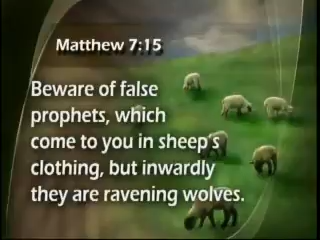 Matthew 7:15
Beware of false
prophets, which
come to you in sheep's
clothing, but inwardly
they are ravening wolves.